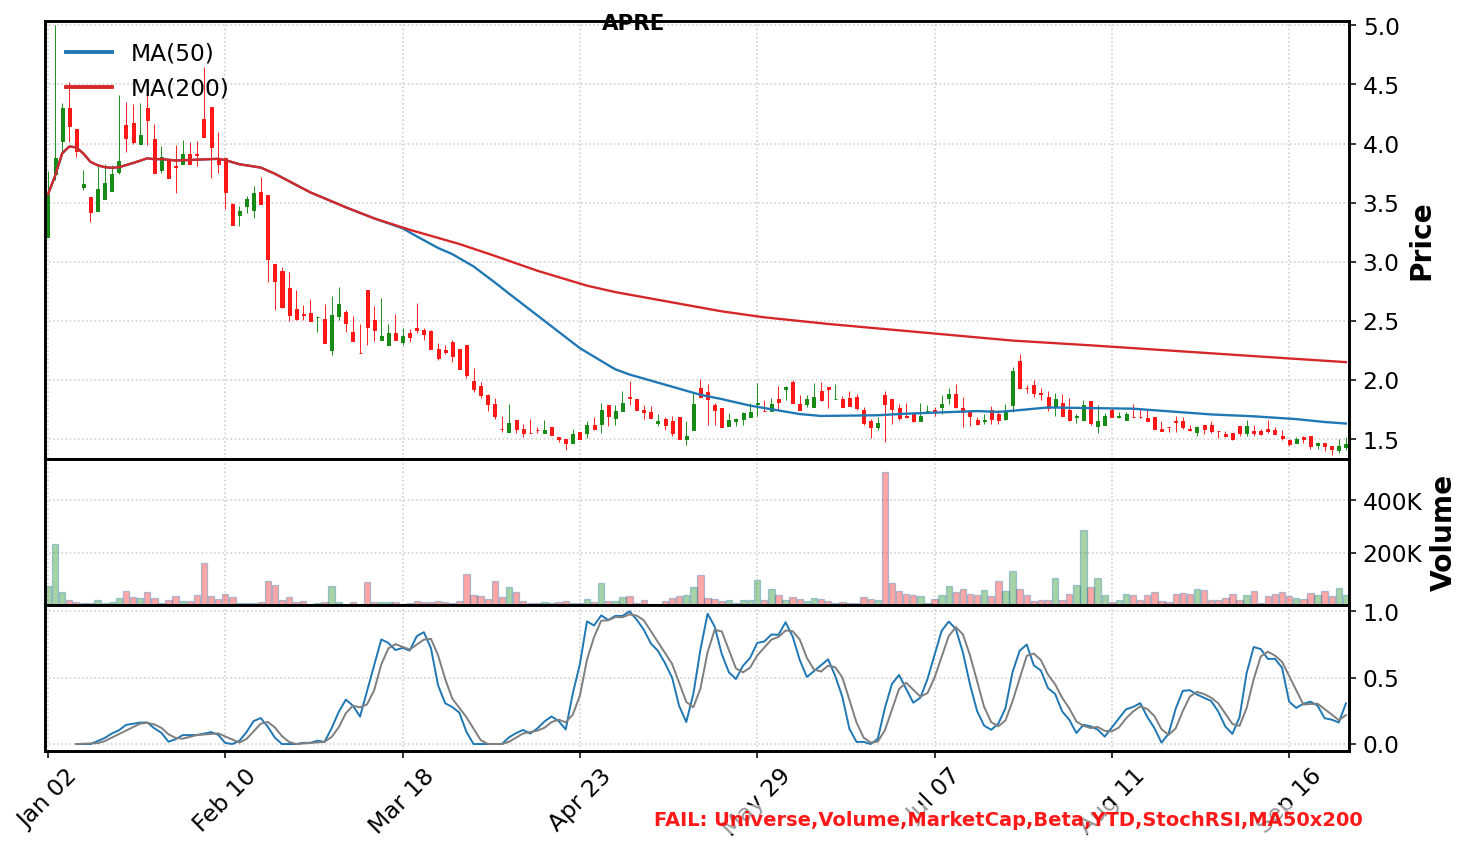 APRE
MA(50)
MA(200)
5.0
4.5
4.0
3.5
3.0
2.5
2.0
1.5
Price
400K
200K
Volume
1.0
0.5
0.0
Jan 02
Feb 10
Mar 18
Apr 23
May 29
Jul 07
Aug 11
Sep 16
FAIL: Universe,Volume,MarketCap,Beta,YTD,StochRSI,MA50x200